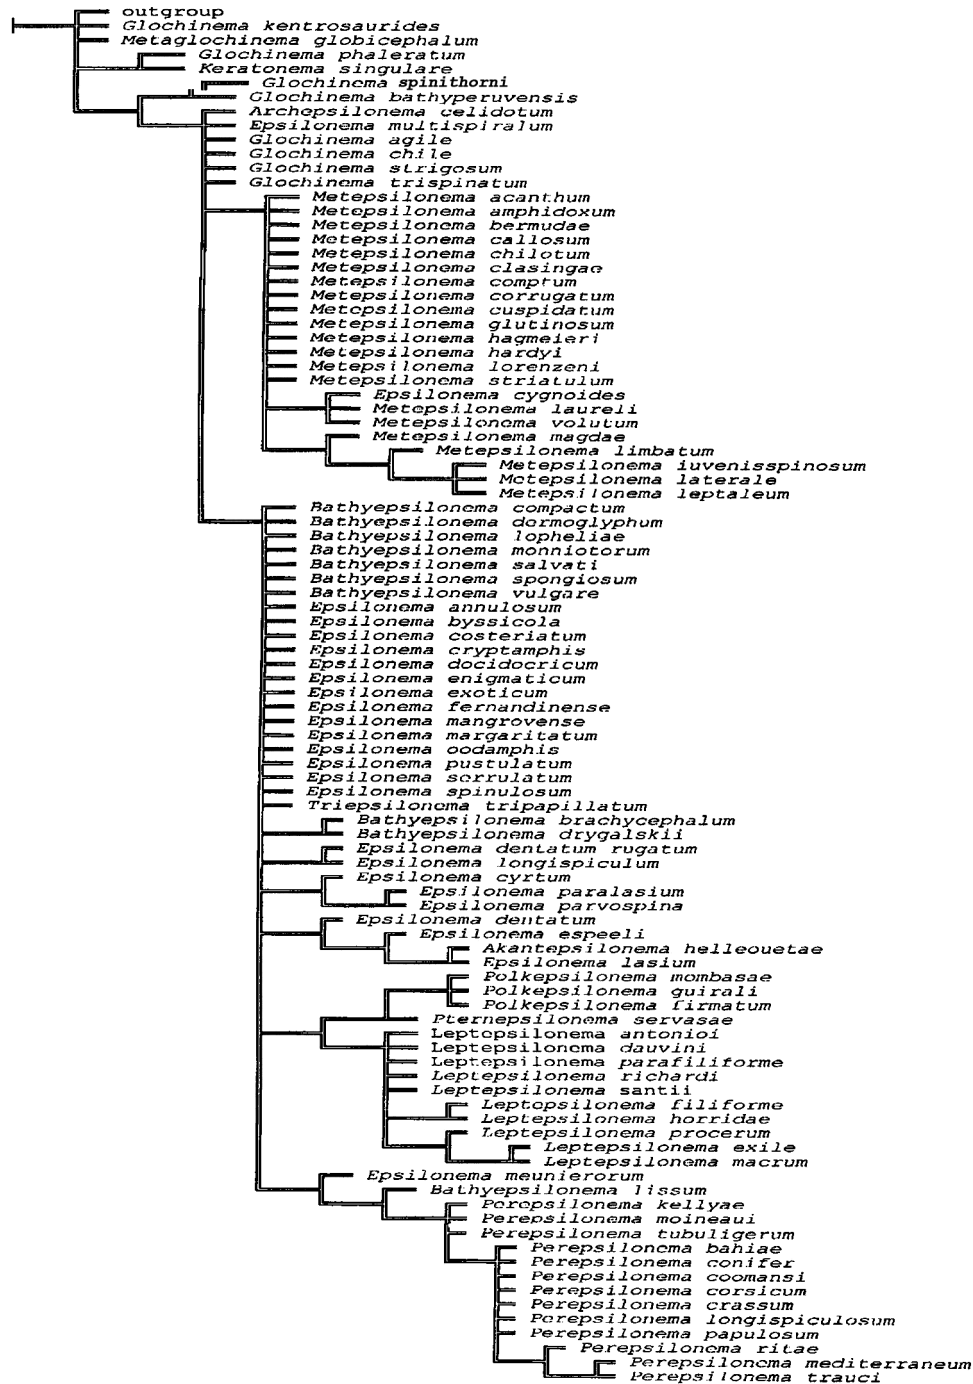 outgroup
Glochinema kentrosaurides
Metaglochinema globicephalum
Glochinema phaleratum
Keratonema singulare
Glochinema spinithorni
Glochinema bathyperuvensis
Archepsilonema celidotum
Epsilonema multispiralum
Glochinema agile
Glochinema chile
Glochinema strigosum
Glochinema trispinatum
Metepsilonema acanthum
Metepsilonema amphidoxum
Metepsilonema bermudae
Metepsilonema callosum
Metepsilonema chilotum
Metepsilonema clasingae
Metepsilonema comptum
Metepsilonema corrugatum
Metepsilonema cuspidatum
Metepsilonema glutinosum
Metepsilonema hagmeieri
Metepsilonema hardyi
Metepsilonema lorenzeni
Metepsilonema striatulum
Epsilonema cygnoides
Metepsilonema laureli
Metepsilonema volutum
Metepsilonema magdae
Metepsilonema limbatum
Metepsilonema iuvenisspinosum
Metepsilonema laterale
Metepsilonema leptaleum
Bathyepsilonema compactum
Bathyepsilonema dermoglyphum
Bathyepsilonema lopheliae
Bathyepsilonema monniotorum
Bathyepsilonema salvati
Bathyepsilonema spongiosum
Bathyepsilonema vulgare
Epsilonema annulosum
Epsilonema byssicola
Epsilonema costeriatum
Epsilonema cryptamphis
Epsilonema docidocricum
Epsilonema enigmaticum
Epsilonema exoticum
Epsilonema fernandinense
Epsilonema mangrovense
Epsilonema margaritatum
Epsilonema oodamphis
Epsilonema pustulatum
Epsilonema serrulatum
Epsilonema spinulosum
Triepsilonema tripapillatum
Bathyepsilonema brachycephalum
Bathyepsilonema drygalskii
Epsilonema dentatum rugatum
Epsilonema longispiculum
Epsilonema cyrtum
Epsilonema paralasium
Epsilonema parvospina
Epsilonema dentatum
Epsilonema espeeli
Akantepsilonema helleouetae
Epsilonema lasium
Polkepsilonema mombasae
Polkepsilonema guirali
Polkepsilonema firmatum
Pternepsilonema servasae
Leptepsilonema antonioi
Leptepsilonema dauvini
Leptepsilonema parafiliforme
Leptepsilonema richardi
Leptepsilonema santii
Leptepsilonema filiforme
Leptepsilonema horridae
Leptepsilonema procerum
Leptepsilonema exile
Leptepsilonema macrum
Epsilonema meunierorum
Bathyepsilonema lissum
Perepsilonema kellyae
Perepsilonema moineaui
Perepsilonema tubuligerum
Perepsilonema bahiae
Perepsilonema conifer
Perepsilonema coomansi
Perepsilonema corsicum
Perepsilonema crassum
Perepsilonema longispiculosum
Perepsilonema papulosum
Perepsilonema ritae
Perepsilonema mediterraneum
Perepsilonema trauci